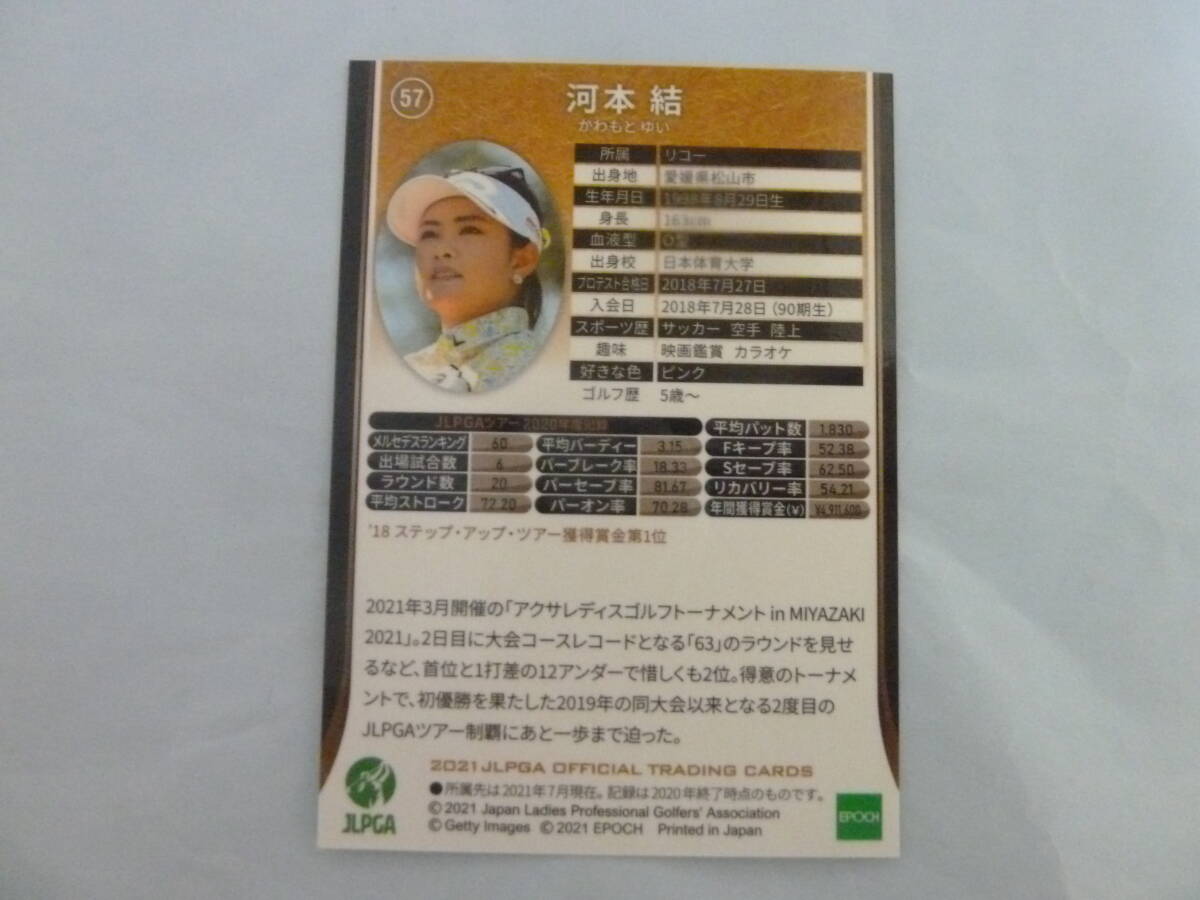 57
河本 結
かわもと ゆい
所属 リコー
出身地 愛媛県松山市
生年月日 1998年8月29日生
身長 163cm
血液型
出身校 日本体育大学
プロテスト合格日 2018年7月27日
入会日 2018年7月28日（90期生）
スポーツ歴 サッカー 空手 陸上
趣味 映画鑑賞 カラオケ
好きな色 ピンク
ゴルフ歴 5歳～
JLPGAツアー2020年度記録
メルセデスランキング 60
出場試合数 6
ラウンド数 20
平均ストローク 72.20
平均バーディー 3.15
パーブレーク率 18.33
パーセーブ率 81.67
パーオン率 70.28
平均パット数 1.830
Fキープ率 52.38
Sセーブ率 62.50
リカバリー率 54.21
年間獲得賞金(¥) ¥4,911,600
'18 ステップ・アップ・ツアー獲得賞金第1位
2021年3月開催の「アクサレディスゴルフトーナメント in MIYAZAKI
2021」。2日目に大会コースレコードとなる「63」のラウンドを見せ
るなど、首位と1打差の12アンダーで惜しくも2位。得意のトーナメ
ントで、初優勝を果たした2019年の同大会以来となる2度目の
JLPGAツアー制覇にあと一歩まで迫った。
2021 JLPGA OFFICIAL TRADING CARDS
●所属先は2021年7月現在。記録は2020年終了時点のものです。
© 2021 Japan Ladies Professional Golfers' Association
© Getty Images © 2021 EPOCH Printed in Japan
JLPGA
EPOCH